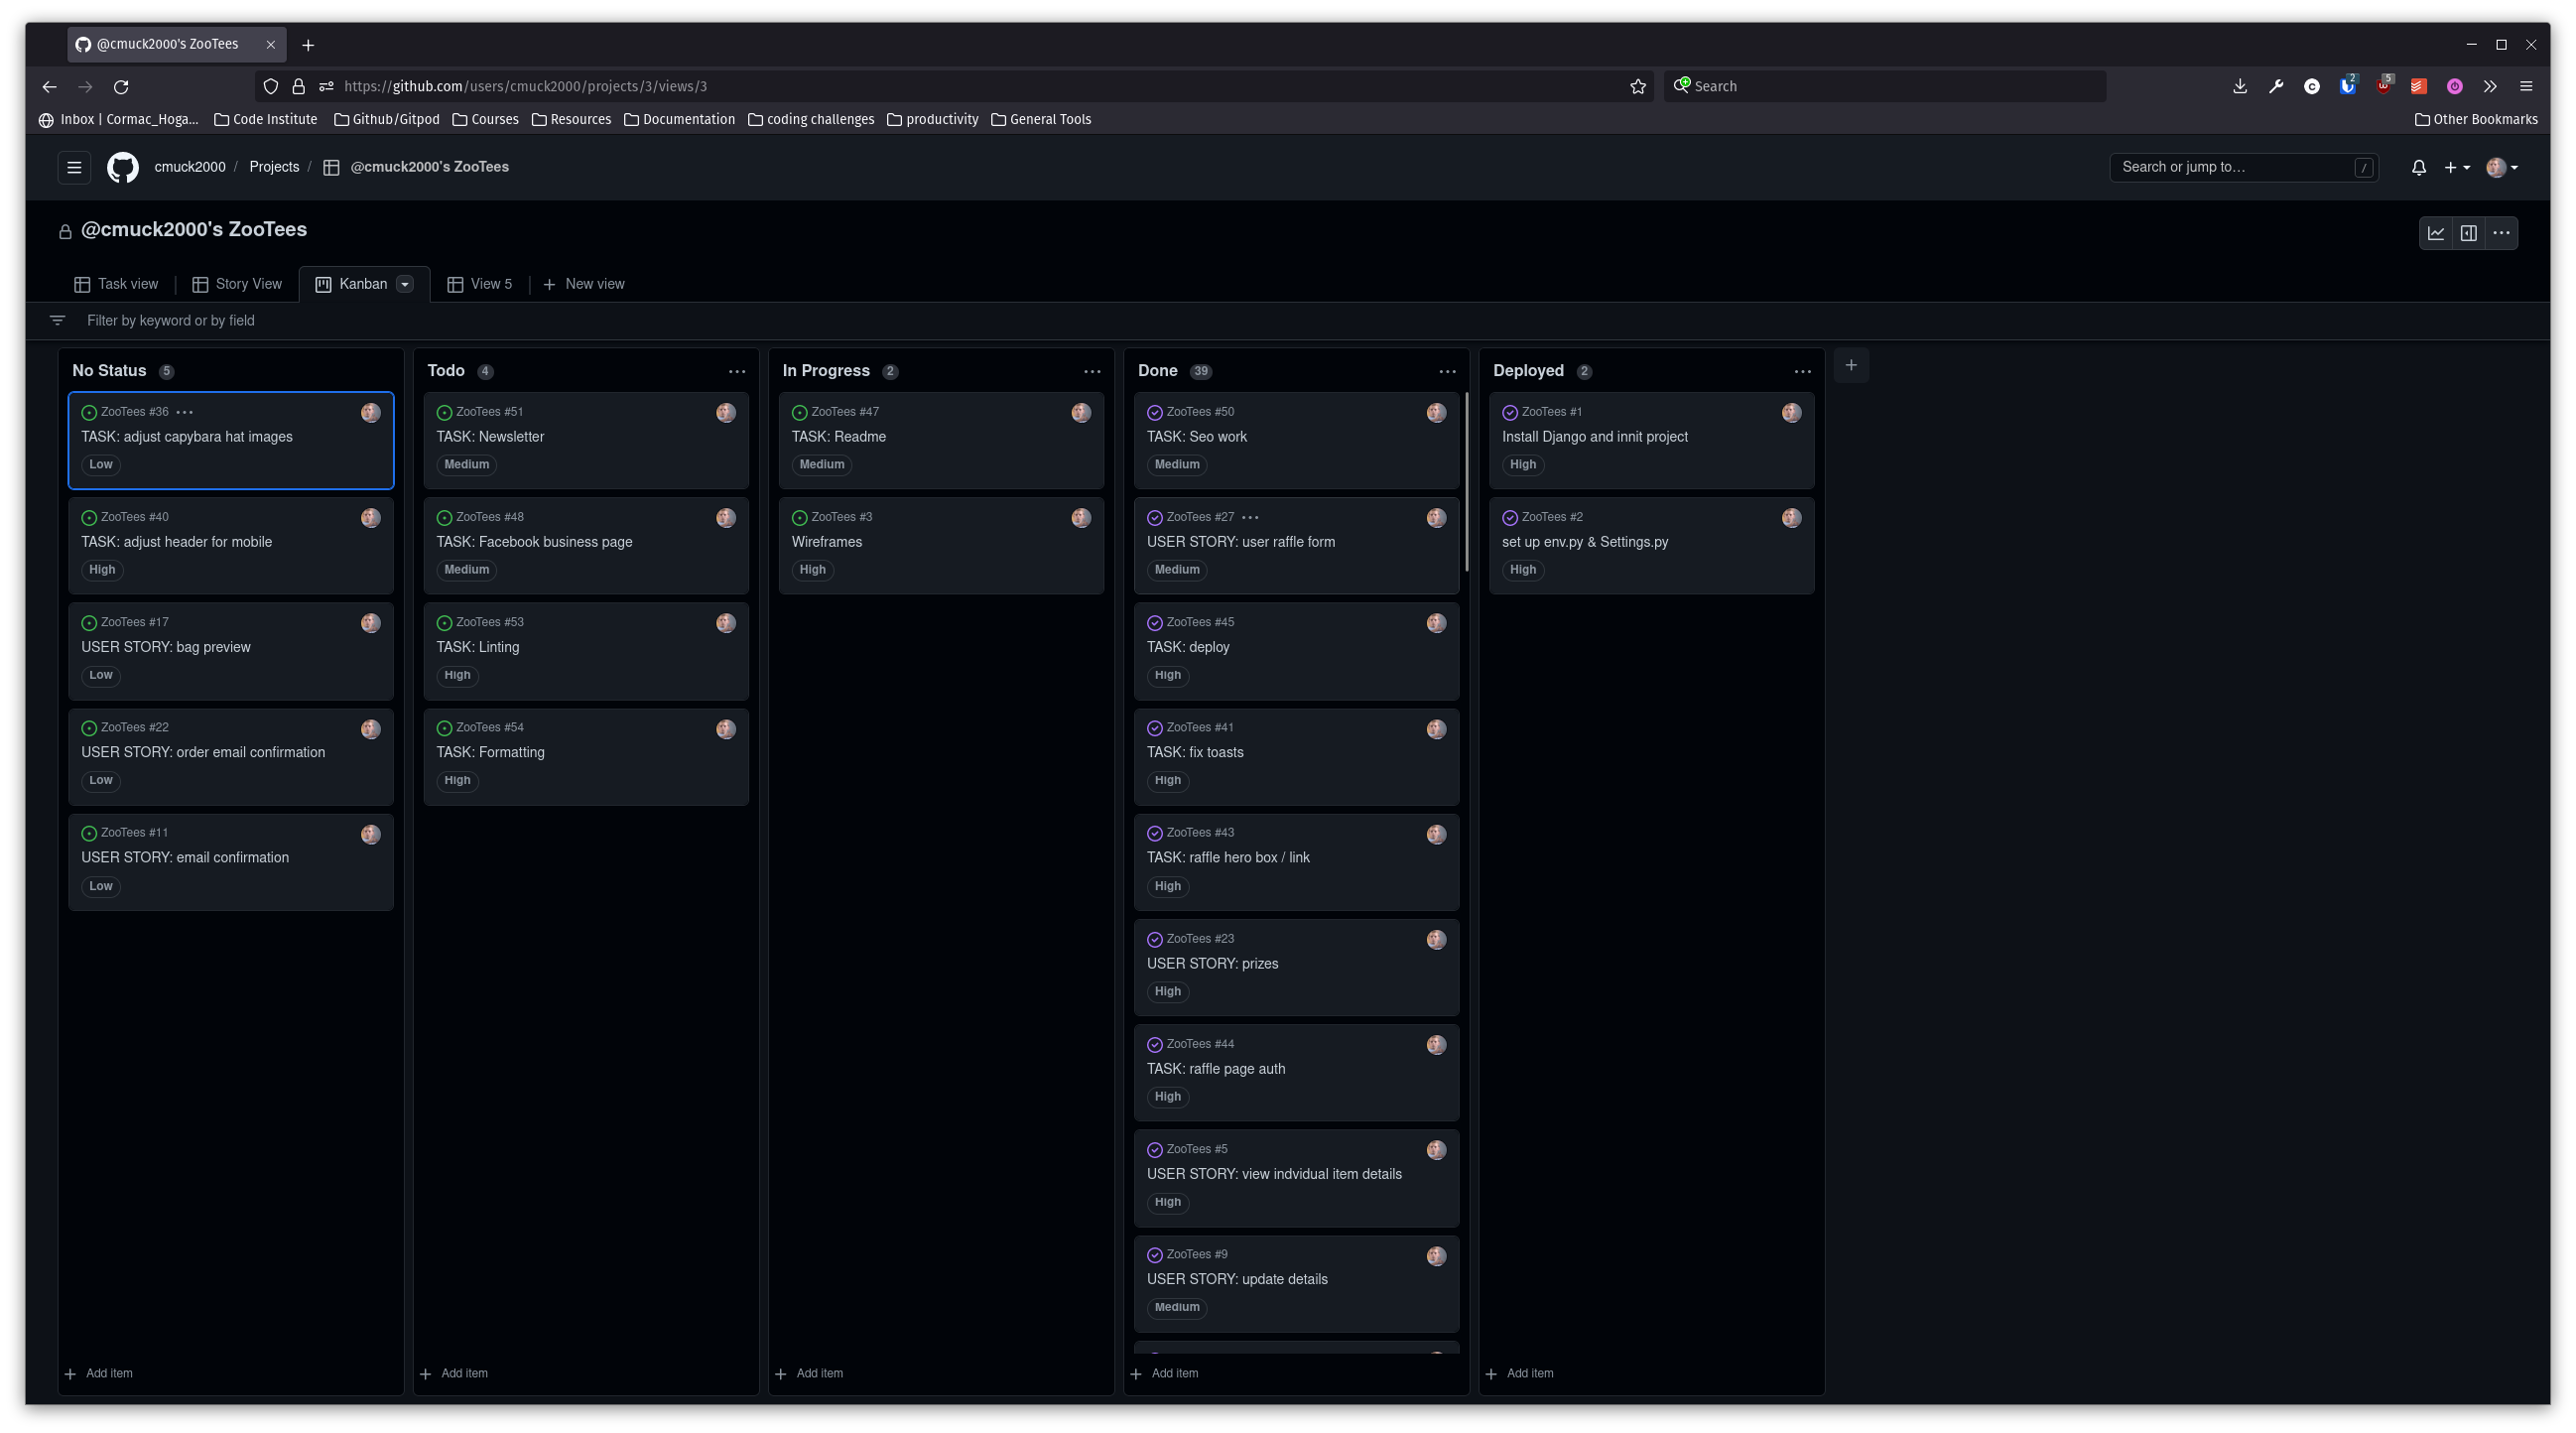 @cmuck2000's ZooTees
https://github.com/users/cmuck2000/projects/3/views/3
Search
2
5
Inbox | Cormac_Hoga...
Code Institute
Github/Gitpod
Courses
Resources
Documentation
coding challenges
productivity
General Tools
Other Bookmarks
cmuck2000 / Projects / @cmuck2000's ZooTees
Search or jump to...
/
@cmuck2000's ZooTees
Task view
Story View
Kanban
View 5
New view
Filter by keyword or by field
No Status 5
ZooTees #36
TASK: adjust capybara hat images
Low
ZooTees #40
TASK: adjust header for mobile
High
ZooTees #17
USER STORY: bag preview
Low
ZooTees #22
USER STORY: order email confirmation
Low
ZooTees #11
USER STORY: email confirmation
Low
Add item
Todo 4
ZooTees #51
TASK: Newsletter
Medium
ZooTees #48
TASK: Facebook business page
Medium
ZooTees #53
TASK: Linting
High
ZooTees #54
TASK: Formatting
High
Add item
In Progress 2
ZooTees #47
TASK: Readme
Medium
ZooTees #3
Wireframes
High
Add item
Done 39
ZooTees #50
TASK: Seo work
Medium
ZooTees #27
USER STORY: user raffle form
Medium
ZooTees #45
TASK: deploy
High
ZooTees #41
TASK: fix toasts
High
ZooTees #43
TASK: raffle hero box / link
High
ZooTees #23
USER STORY: prizes
High
ZooTees #44
TASK: raffle page auth
High
ZooTees #5
USER STORY: view indvidual item details
High
ZooTees #9
USER STORY: update details
Medium
Add item
Deployed 2
ZooTees #1
Install Django and innit project
High
ZooTees #2
set up env.py & Settings.py
High
Add item